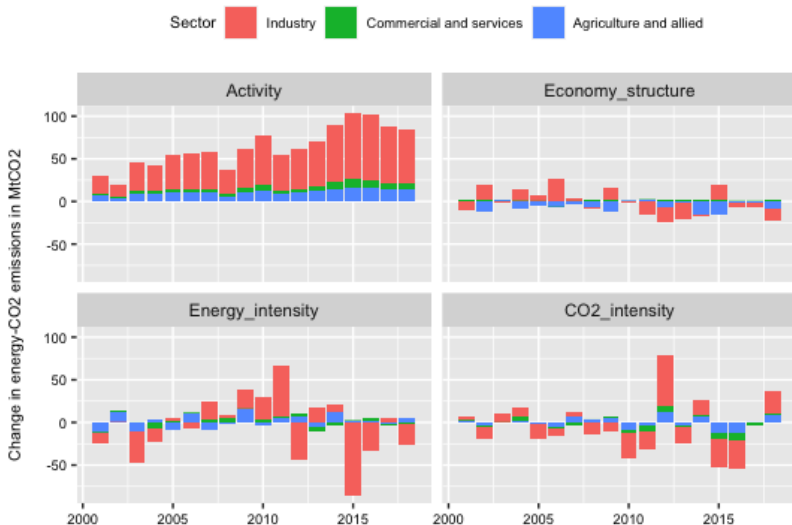 Sector Industry Commercial and services Agriculture and allied
Activity Economy_structure
100
50
0
-50
Energy_intensity CO2_intensity
100
50
0
-50
2000 2005 2010 2015 2000 2005 2010 2015
Change in energy-CO2 emissions in MtCO2